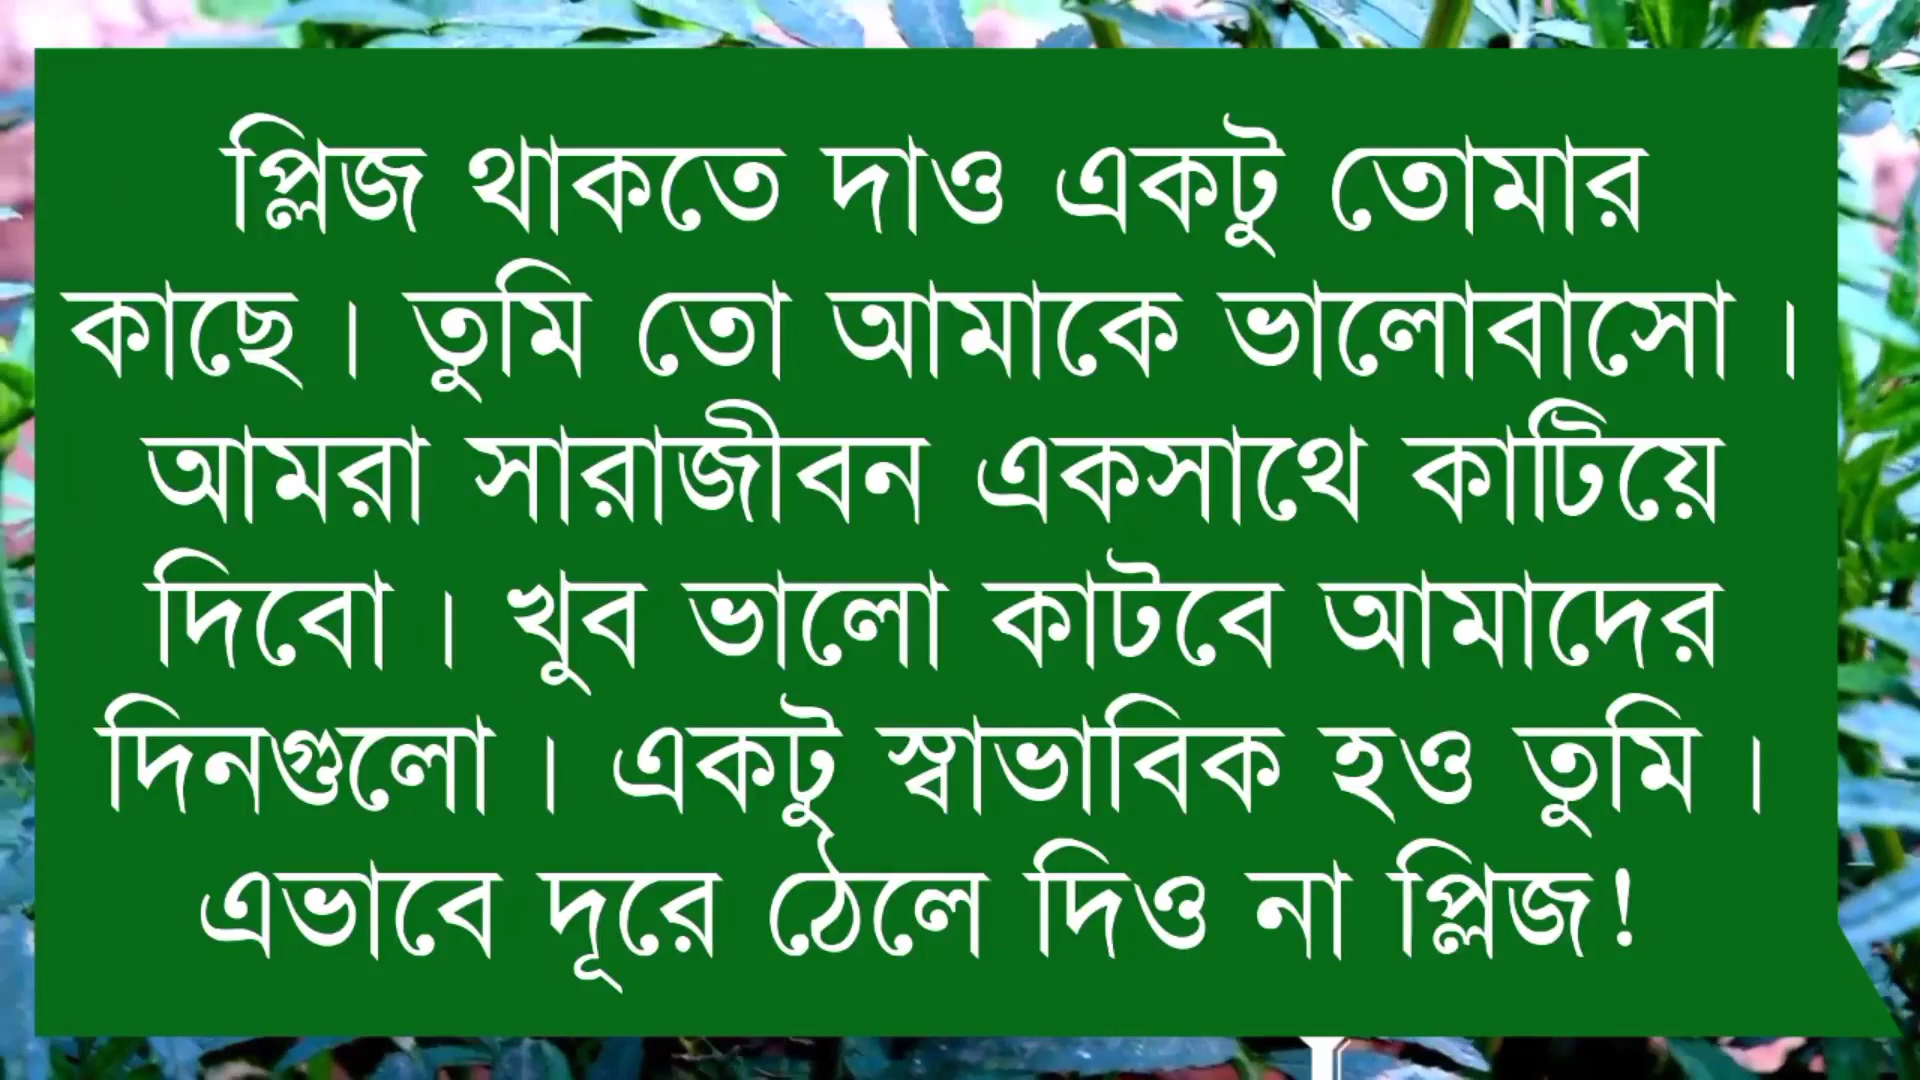 প্লিজ থাকতে দাও একটু তোমার
কাছে । তুমি তো আমাকে ভালোবাসো ।
আমরা সারাজীবন একসাথে কাটিয়ে
দিবো । খুব ভালো কাটবে আমাদের
দিনগুলো । একটু স্বাভাবিক হও তুমি ।
এভাবে দূরে ঠেলে দিও না প্লিজ!